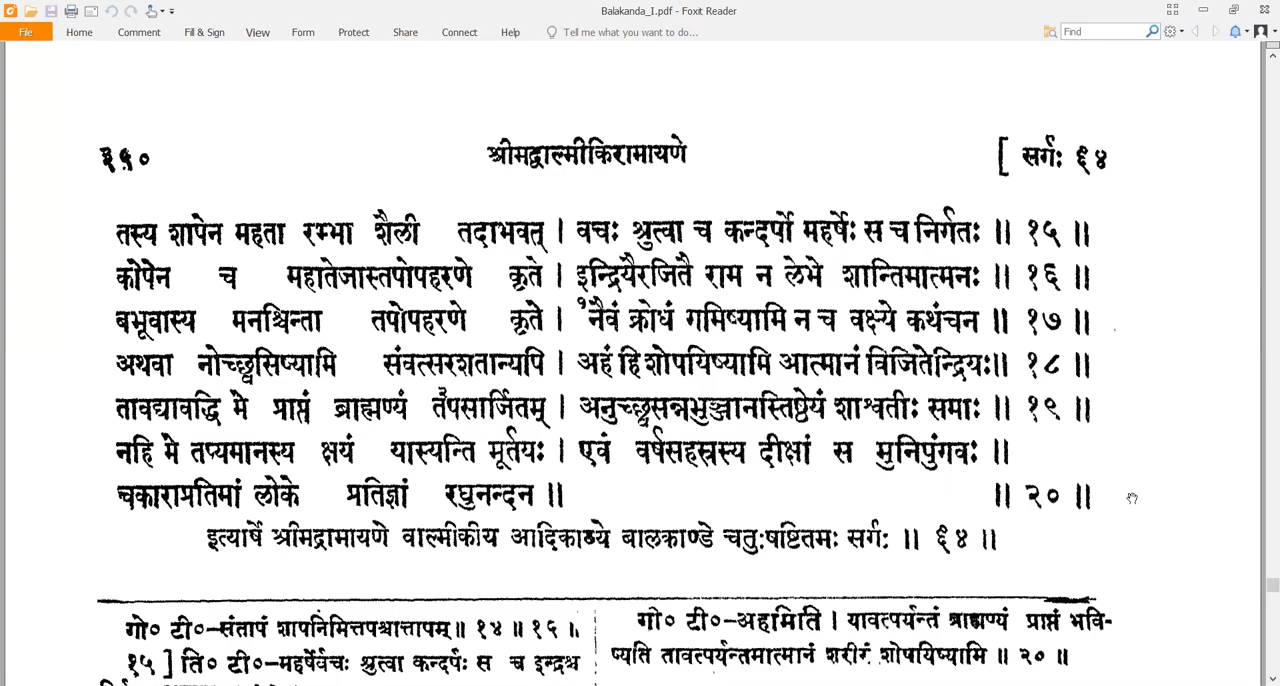 Balakanda_I.pdf - Foxit Reader
File Home Comment Fill & Sign View Form Protect Share Connect Help Tell me what you want to do... Find
३५० श्रीमद्वाल्मीकिरामायणे [ सर्गः ६४
तस्य शापेन महता रम्भा शैली तदाभवत् । वचः श्रुत्वा च कन्दर्पो महर्षेः स च निर्गतः ॥ १५ ॥
कोपेन च महातेजास्तपोपहरणे कृते । इन्द्रियैरजितै राम न लेभे शान्तिमात्मनः ॥ १६ ॥
बभूवास्य मनश्चिन्ता तपोपहरणे कृते । १नैवं क्रोधं गमिष्यामि न च वक्ष्ये कथंचन ॥ १७ ॥
अथवा नोच्छ्वसिष्यामि संवत्सरशतान्यपि । अहं हि शोपयिष्यामि आत्मानं विजितेन्द्रियः॥ १८ ॥
तावद्यावद्धि मे प्राप्तं ब्राह्मण्यं तपसार्जितम् । अनुच्छ्वसन्नभुञ्जानस्तिष्ठेयं शाश्वतीः समाः ॥ १९ ॥
नहि मे तप्यमानस्य क्षयं यास्यन्ति मूर्तयः । एवं वर्षसहस्रस्य दीक्षां स मुनिपुंगवः ॥
चकाराप्रतिमां लोके प्रतिज्ञां रघुनन्दन ॥ ॥ २० ॥
इत्यार्षे श्रीमद्रामायणे वाल्मीकीय आदिकाव्ये बालकाण्डे चतुःषष्टितमः सर्गः ॥ ६४ ॥
गो० टी०-संतापं शापनिमित्तपश्चात्तापम्॥ १४ ॥ १६ ॥
१५ ] ति० टी०-महर्षेर्वचः श्रुत्वा कन्दर्पः स च इन्द्रश्च
गो० टी०-अहमिति । यावत्पर्यन्तं ब्राह्मण्यं प्राप्तं भवि-
ष्यति तावत्पर्यन्तमात्मानं शरीरं शोषयिष्यामि ॥ २० ॥